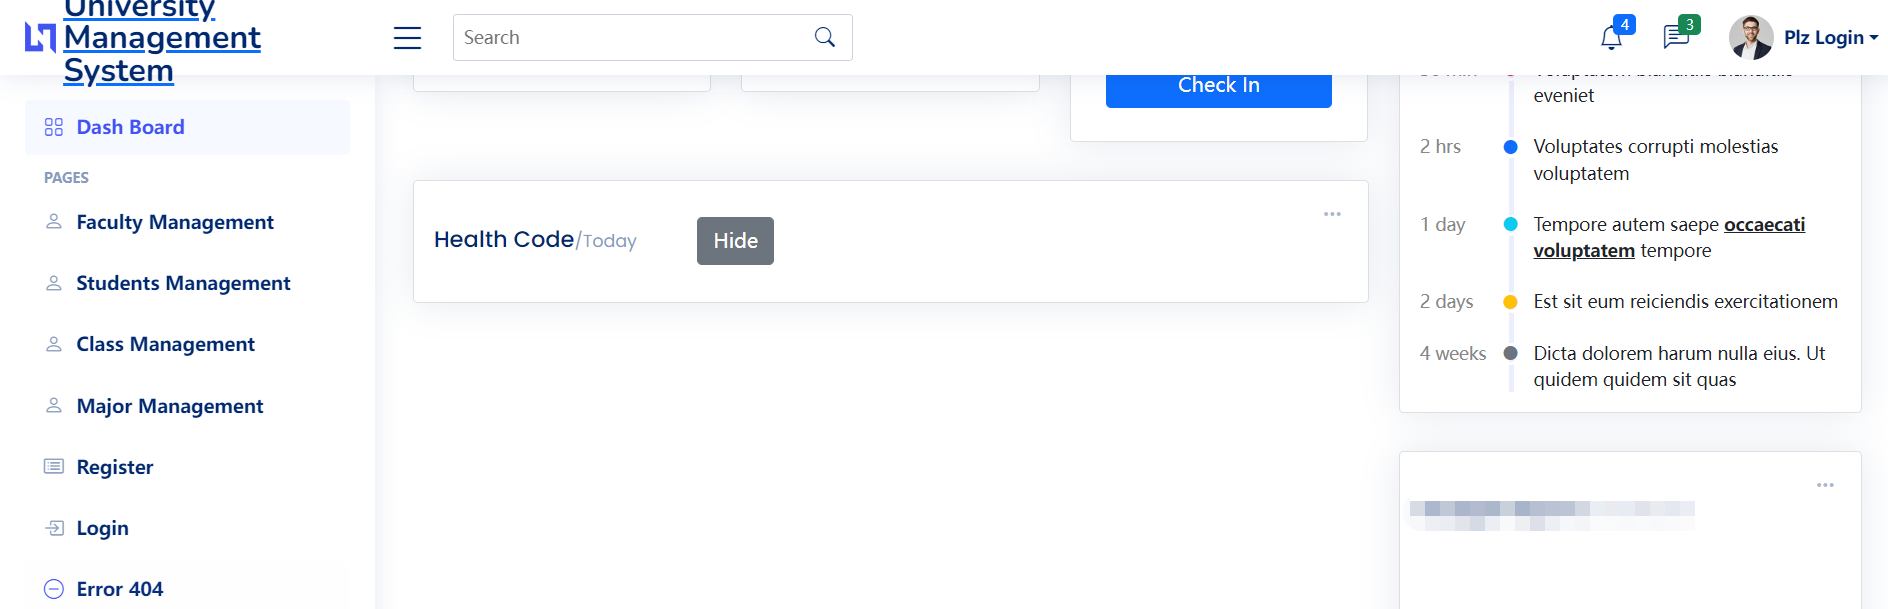 University
Management
System
Search
4
3
Plz Login
Dash Board
PAGES
Faculty Management
Students Management
Class Management
Major Management
Register
Login
Error 404
Check In
Health Code/Today
Hide
eveniet
2 hrs
Voluptates corrupti molestias
voluptatem
1 day
Tempore autem saepe occaecati
voluptatem tempore
2 days
Est sit eum reiciendis exercitationem
4 weeks
Dicta dolorem harum nulla eius. Ut
quidem quidem sit quas